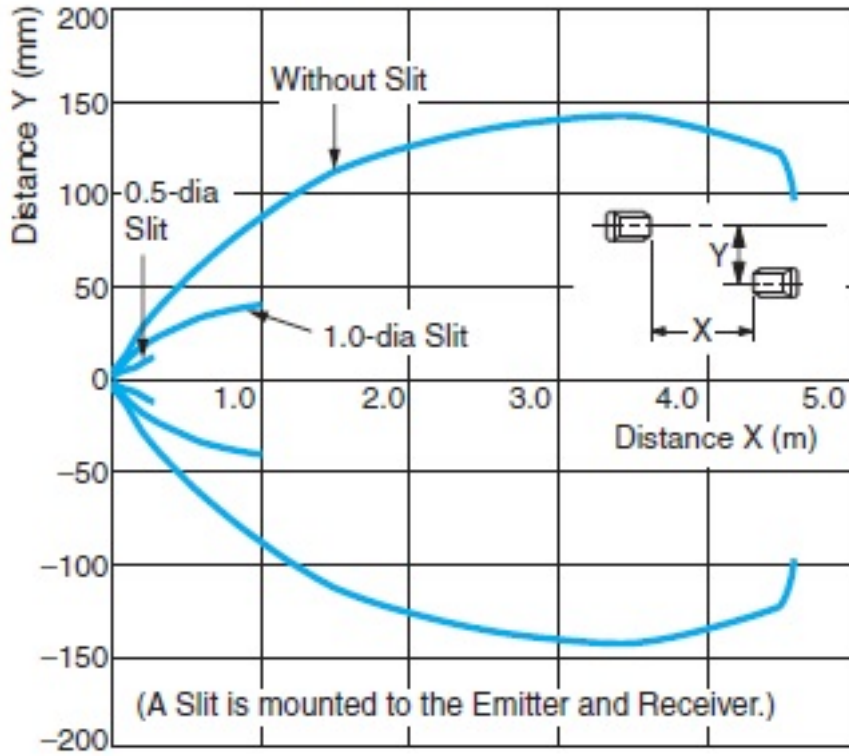 Distance Y (mm)
200
150
100
50
0
−50
−100
−150
−200
Without Slit
0.5-dia
Slit
1.0-dia Slit
Y
X
1.0
2.0
3.0
4.0
5.0
Distance X (m)
(A Slit is mounted to the Emitter and Receiver.)